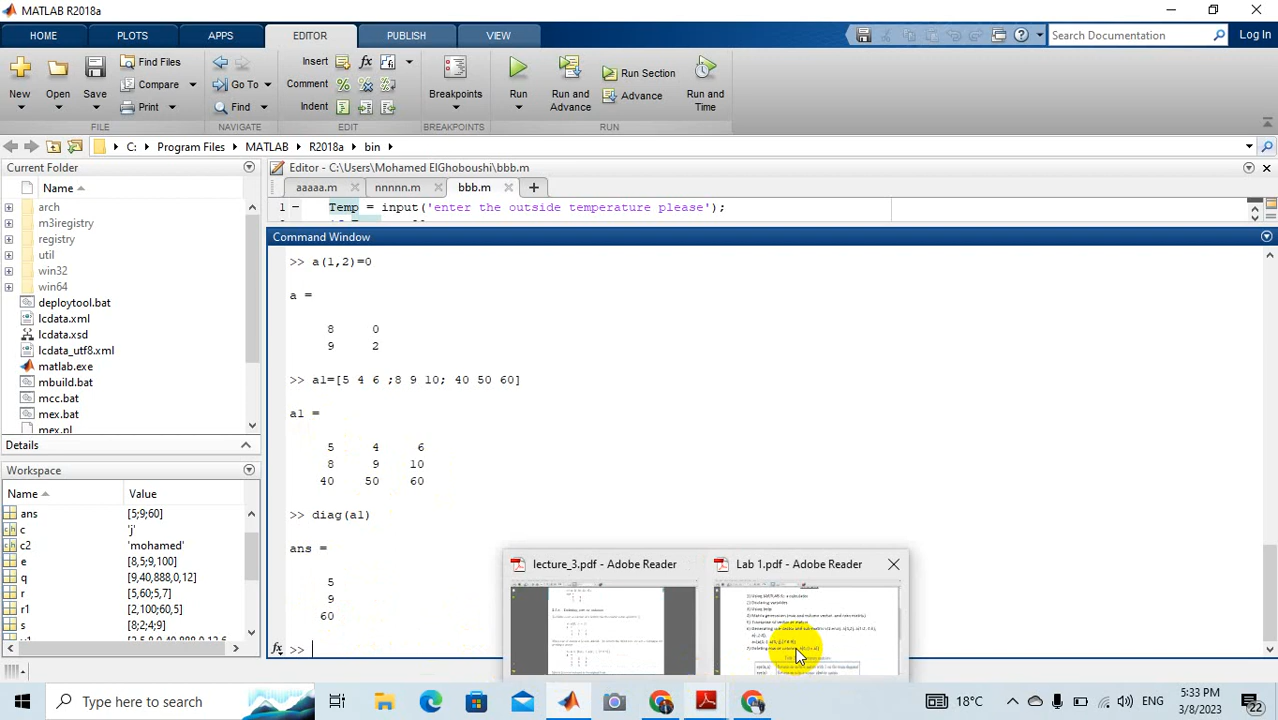 MATLAB R2018a
HOME PLOTS APPS EDITOR PUBLISH VIEW Search Documentation Log In
New Open Save Find Files Compare Print
Go To Find
Insert Comment Indent
Breakpoints
Run Run and Advance Run Section Advance Run and Time
FILE NAVIGATE EDIT BREAKPOINTS RUN
C: Program Files MATLAB R2018a bin
Current Folder
Name
arch
m3iregistry
registry
util
win32
win64
deploytool.bat
lcdata.xml
lcdata.xsd
lcdata_utf8.xml
matlab.exe
mbuild.bat
mcc.bat
mex.bat
mex.pl
Details
Workspace
Name Value
ans [5;9;60]
c 'j'
c2 'mohamed'
e [8,5;9,100]
q [9,40,888,0,12]
r [5,60;5,7]
r1 [2,100;60,5]
s [3;2;4;9]
Editor - C:\Users\Mohamed ElGhoboushi\bbb.m
aaaaa.m nnnnn.m bbb.m
1 Temp = input('enter the outside temperature please');
Command Window
>> a(1,2)=0
a =
8 0
9 2
>> a1=[5 4 6 ;8 9 10; 40 50 60]
a1 =
5 4 6
8 9 10
40 50 60
>> diag(a1)
ans =
5
9
60
fx >>
lecture_3.pdf - Adobe Reader
Lab 1.pdf - Adobe Reader
Type here to search
18°C ENG 5:33 PM 3/8/2023 22